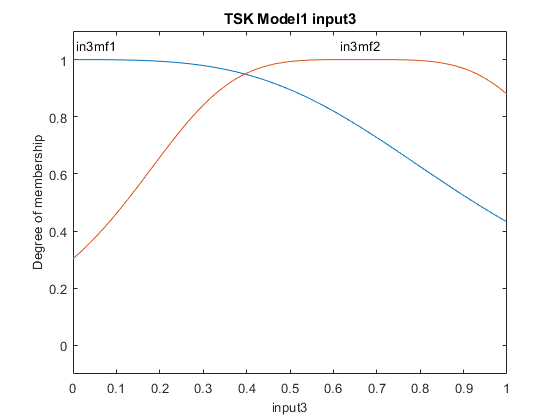 TSK Model1 input3
in3mf1
in3mf2
1
0.8
0.6
0.4
0.2
0
Degree of membership
0 0.1 0.2 0.3 0.4 0.5 0.6 0.7 0.8 0.9 1
input3